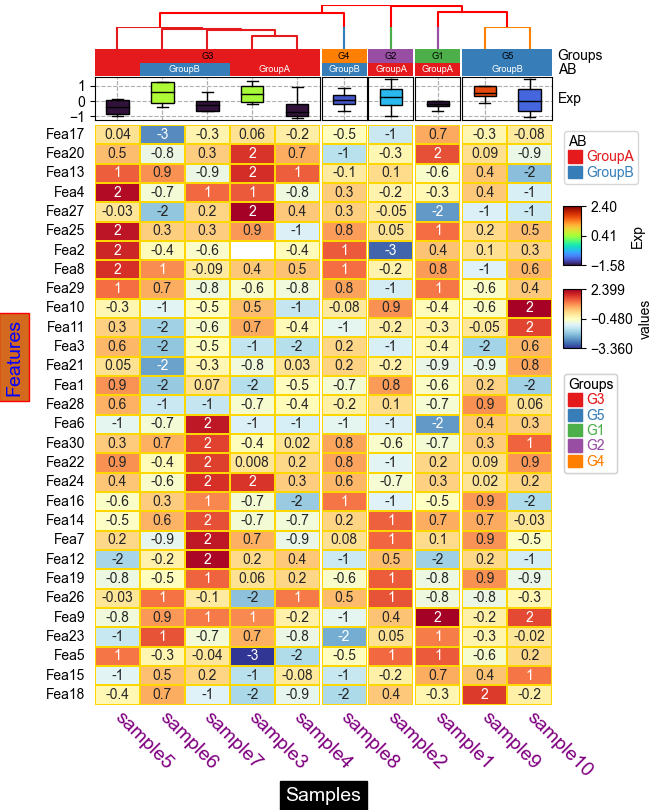 G3 G4 G2 G1 G5 Groups
GroupB GroupA GroupB GroupA GroupA GroupB AB
1
0
−1
Exp
Fea17 0.04 -3 -0.3 0.06 -0.2 -0.5 -1 0.7 -0.3 -0.08
Fea20 0.5 -0.8 0.3 2 0.7 -1 -0.3 2 0.09 -0.9
Fea13 1 0.9 -0.9 2 1 -0.1 0.1 -0.6 0.4 -2
Fea4 2 -0.7 1 1 -0.8 0.3 -0.2 -0.3 0.4 -1
Fea27 -0.03 -2 0.2 2 0.4 0.3 -0.05 -2 -1 -1
Fea25 2 0.3 0.3 0.9 -1 0.8 0.05 1 0.2 0.5
Fea2 2 -0.4 -0.6 -0.4 1 -3 0.4 0.1 0.3
Fea8 2 1 -0.09 0.4 0.5 1 -0.2 0.8 -1 0.6
Fea29 1 0.7 -0.8 -0.6 -0.8 0.8 -1 1 -0.6 0.4
Fea10 -0.3 -1 -0.5 0.5 -1 -0.08 0.9 -0.4 -0.6 2
Fea11 0.3 -2 -0.6 0.7 -0.4 -1 -0.2 -0.3 -0.05 2
Fea3 0.6 -2 -0.3 -1 -2 0.2 -1 -0.4 -2 0.6
Fea21 0.05 -2 -0.3 -0.8 0.03 0.2 -0.2 -0.9 -0.9 0.8
Fea1 0.9 -2 0.07 -2 -0.5 -0.7 0.8 -0.6 0.2 -2
Fea28 0.6 -1 -1 -0.7 -0.4 -0.2 0.1 -0.7 0.9 0.06
Fea6 -1 -0.7 2 -1 -1 -1 -1 -2 0.4 0.3
Fea30 0.3 0.7 2 -0.4 0.02 0.8 -0.6 -0.7 0.3 1
Fea22 0.9 -0.4 2 0.008 0.2 0.8 -1 0.2 0.09 0.9
Fea24 0.4 -0.6 2 2 0.3 0.6 -0.7 0.3 0.02 0.2
Fea16 -0.6 0.3 1 -0.7 -2 1 -1 -0.5 0.9 -2
Fea14 -0.5 0.6 2 -0.7 -0.7 0.2 1 0.7 0.7 -0.03
Fea7 0.2 -0.9 2 0.7 -0.9 0.08 1 0.1 0.9 -0.5
Fea12 -2 -0.2 2 0.2 0.4 -1 0.5 -2 0.2 -1
Fea19 -0.8 -0.5 1 0.06 0.2 -0.6 1 -0.8 0.9 -0.9
Fea26 -0.03 1 -0.1 -2 1 0.5 1 -0.8 -0.8 -0.3
Fea9 -0.8 0.9 1 1 -0.2 -1 0.4 2 -0.2 2
Fea23 -1 1 -0.7 0.7 -0.8 -2 0.05 1 -0.3 -0.02
Fea5 1 -0.3 -0.04 -3 -2 -0.5 1 1 -0.6 0.2
Fea15 -1 0.5 0.2 -1 -0.08 -1 -0.2 0.7 0.4 1
Fea18 -0.4 0.7 -1 -2 -0.9 -2 0.4 -0.3 2 -0.2
sample5 sample6 sample7 sample3 sample4 sample8 sample2 sample1 sample9 sample10
Samples
Features
AB
GroupA
GroupB
2.40
0.41
−1.58
Exp
2.399
−0.480
−3.360
values
Groups
G3
G5
G1
G2
G4